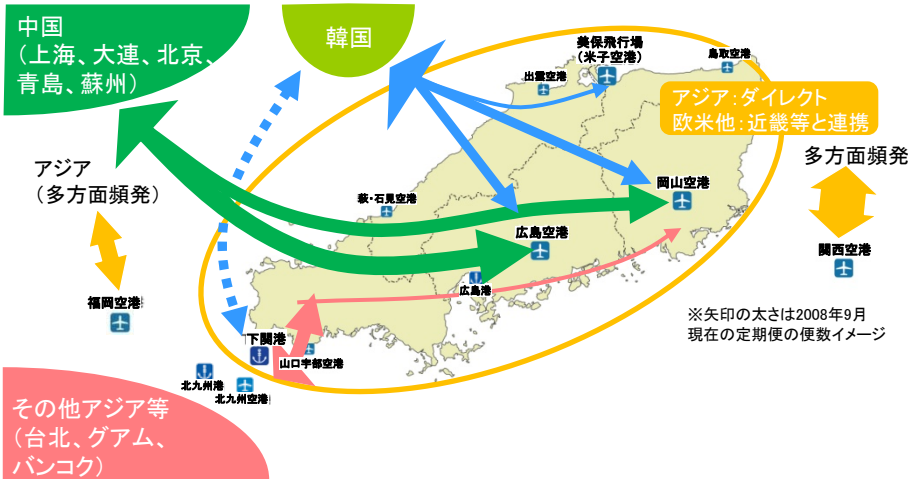 中国
（上海、大連、北京、
青島、蘇州）
韓国
美保飛行場
（米子空港）
鳥取空港
出雲空港
アジア：ダイレクト
欧米他：近畿等と連携
アジア
（多方面頻発）
多方面頻発
萩・石見空港
岡山空港
広島空港
関西空港
広島港
福岡空港
※矢印の太さは2008年9月
現在の定期便の便数イメージ
下関港
山口宇部空港
北九州港
北九州空港
その他アジア等
（台北、グアム、
バンコク）